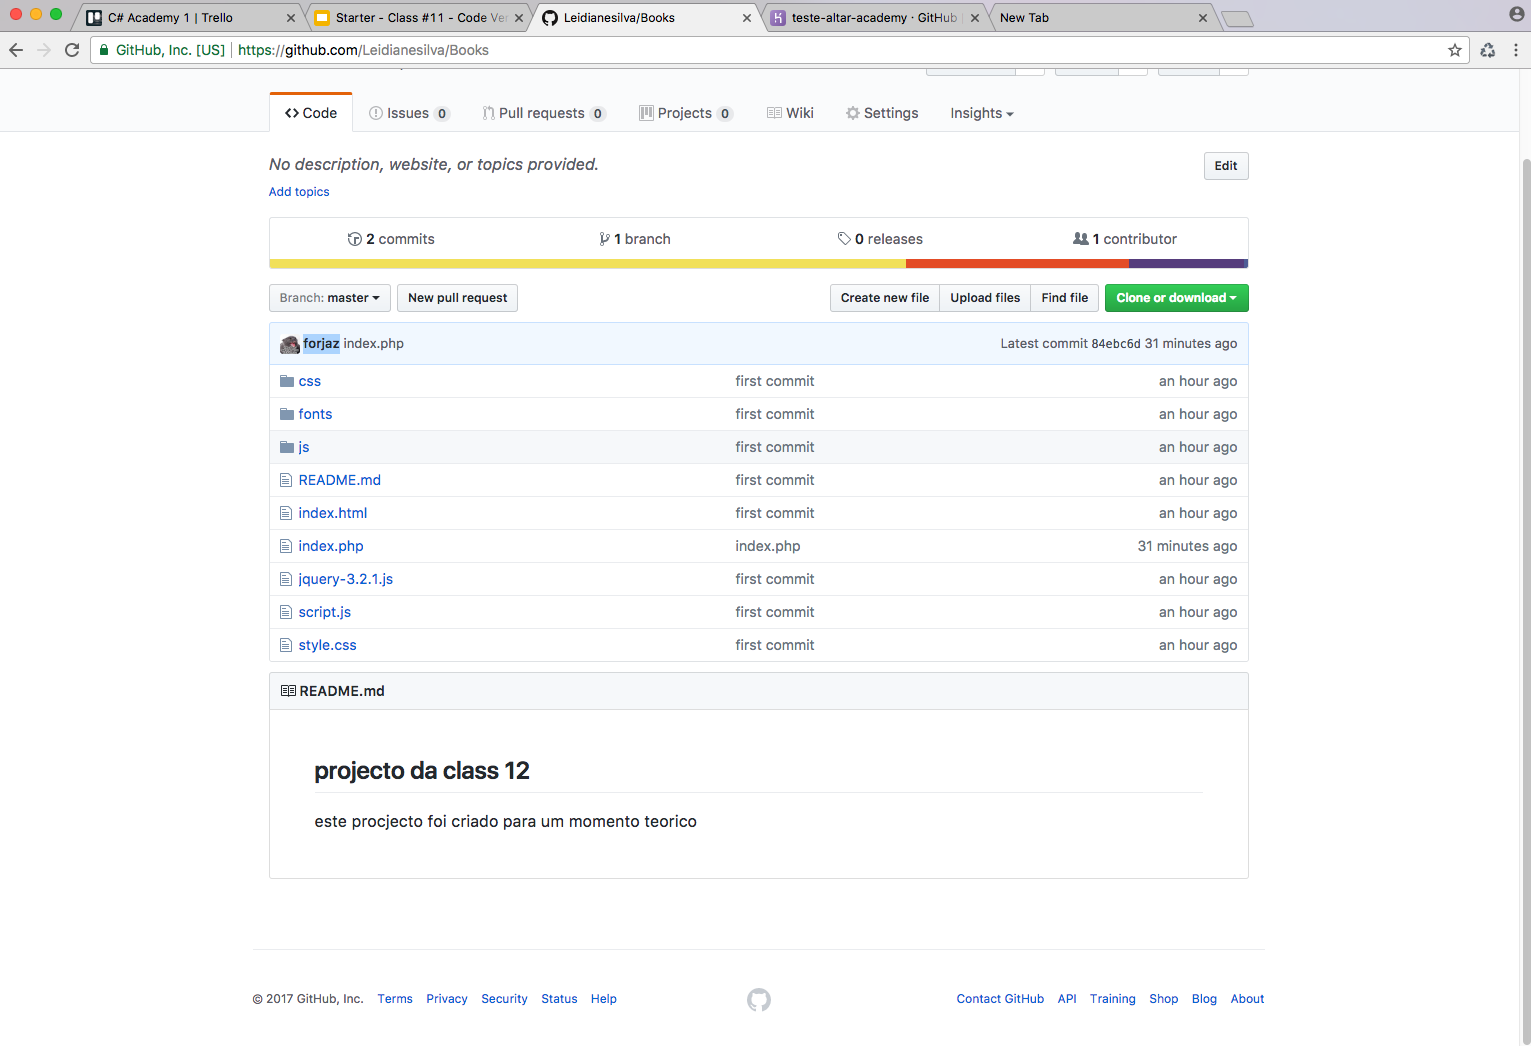 C# Academy 1 | Trello
Starter - Class #11 - Code Ver
Leidianesilva/Books
teste-altar-academy · GitHub |
New Tab
GitHub, Inc. [US] | https://github.com/Leidianesilva/Books
Code Issues 0 Pull requests 0 Projects 0 Wiki Settings Insights
No description, website, or topics provided.
Edit
Add topics
2 commits 1 branch 0 releases 1 contributor
Branch: master New pull request Create new file Upload files Find file Clone or download
forjaz index.php Latest commit 84ebc6d 31 minutes ago
css first commit an hour ago
fonts first commit an hour ago
js first commit an hour ago
README.md first commit an hour ago
index.html first commit an hour ago
index.php index.php 31 minutes ago
jquery-3.2.1.js first commit an hour ago
script.js first commit an hour ago
style.css first commit an hour ago
README.md
projecto da class 12
este procjecto foi criado para um momento teorico
© 2017 GitHub, Inc. Terms Privacy Security Status Help Contact GitHub API Training Shop Blog About